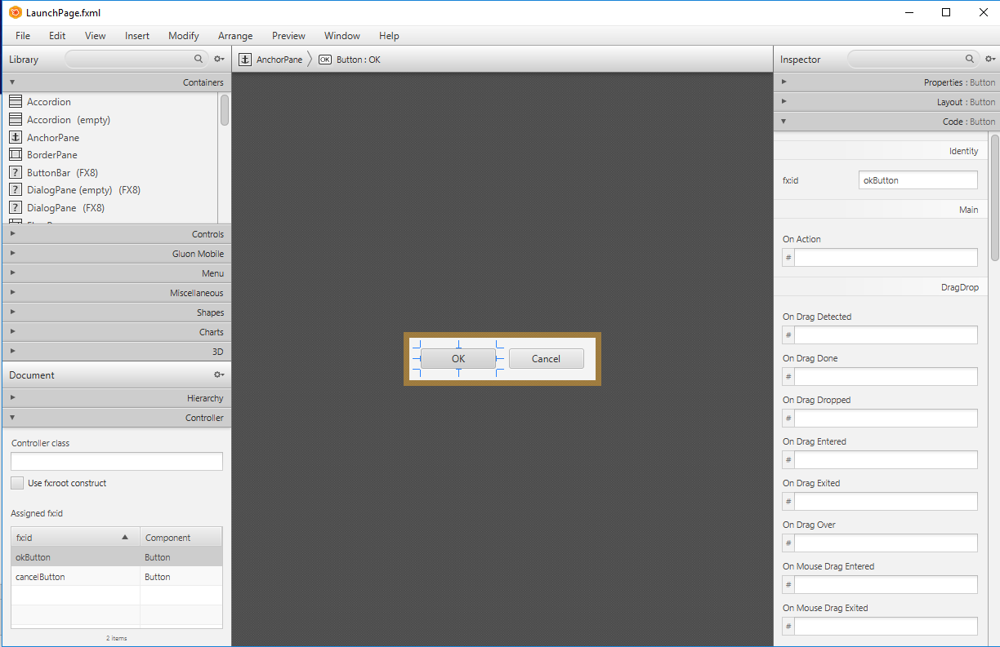 LaunchPage.fxml
File Edit View Insert Modify Arrange Preview Window Help
Library
Containers
Accordion
Accordion (empty)
AnchorPane
BorderPane
ButtonBar (FX8)
DialogPane (empty) (FX8)
DialogPane (FX8)
Controls
Gluon Mobile
Menu
Miscellaneous
Shapes
Charts
3D
Document
Hierarchy
Controller
Controller class
Use fx:root construct
Assigned fx:id
fx:id Component
okButton Button
cancelButton Button
2 items
AnchorPane OK Button : OK
OK Cancel
Inspector
Properties : Button
Layout : Button
Code : Button
Identity
fx:id okButton
Main
On Action
#
DragDrop
On Drag Detected
#
On Drag Done
#
On Drag Dropped
#
On Drag Entered
#
On Drag Exited
#
On Drag Over
#
On Mouse Drag Entered
#
On Mouse Drag Exited
#